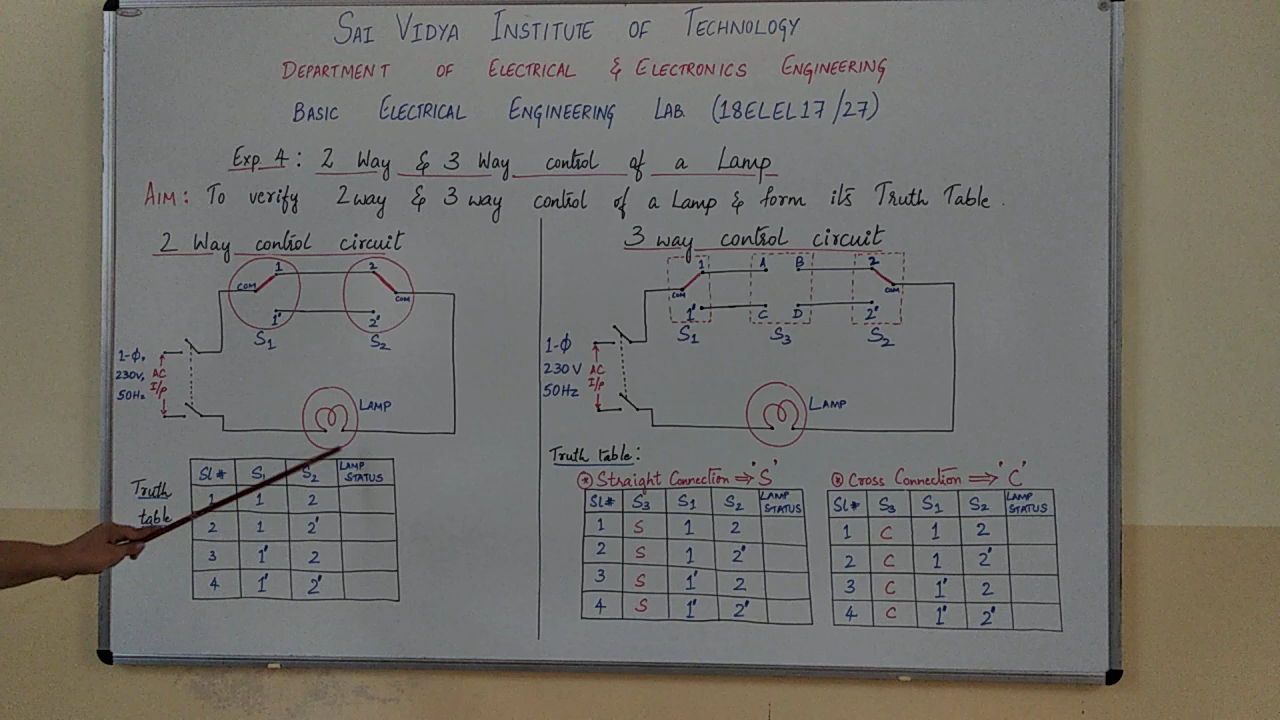 SAI VIDYA INSTITUTE OF TECHNOLOGY
DEPARTMENT OF ELECTRICAL & ELECTRONICS ENGINEERING
BASIC ELECTRICAL ENGINEERING LAB. (18ELEL17/27)
Exp 4: 2 Way & 3 Way control of a Lamp
AIM: To verify 2way & 3 way control of a Lamp & form its Truth Table.
2 Way control circuit
1 2
COM COM
1' 2'
S1 S2
1-Φ,
230V, AC
50Hz I/P
LAMP
Truth
table
Sl# S1 S2 LAMP STATUS
1 1 2
2 1 2'
3 1' 2
4 1' 2'
3 way control circuit
1 A B 2
COM COM
1' C D 2'
S1 S3 S2
1-Φ
230V AC
50Hz I/P
LAMP
Truth table:
(*) Straight Connection ⇒ 'S'
Sl# S3 S1 S2 LAMP STATUS
1 S 1 2
2 S 1 2'
3 S 1' 2
4 S 1' 2'
(*) Cross Connection ⇒ 'C'
Sl# S3 S1 S2 LAMP STATUS
1 C 1 2
2 C 1 2'
3 C 1' 2
4 C 1' 2'